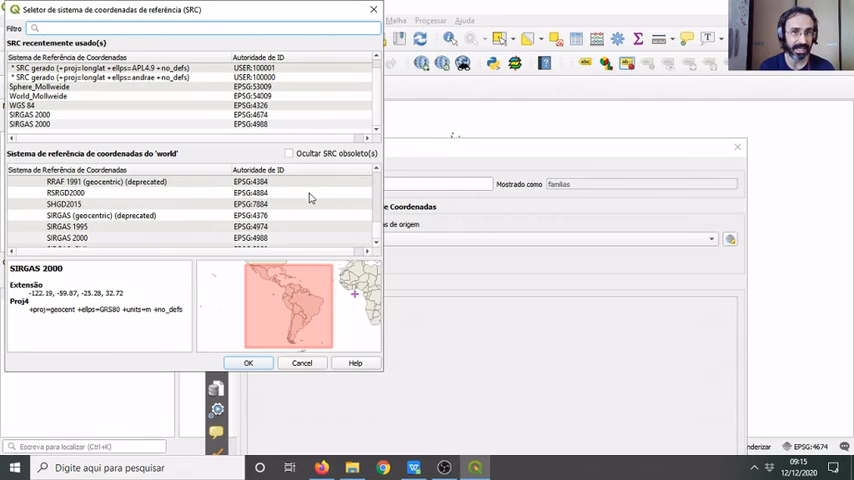 Seletor de sistema de coordenadas de referência (SRC)
Malha Processar Ajuda
Filtro
SRC recentemente usado(s)
Sistema de Referência de Coordenadas Autoridade de ID
* SRC gerado (+proj=longlat +ellps=APL4.9 +no_defs) USER:100001
* SRC gerado (+proj=longlat +ellps=andrae +no_defs) USER:100000
Sphere_Mollweide EPSG:53009
World_Mollweide EPSG:54009
WGS 84 EPSG:4326
SIRGAS 2000 EPSG:4674
SIRGAS 2000 EPSG:4988
Sistema de referência de coordenadas do 'world' Ocultar SRC obsoleto(s)
Sistema de Referência de Coordenadas Autoridade de ID
RRAF 1991 (geocentric) (deprecated) EPSG:4384
RSRGD2000 EPSG:4884
SHGD2015 EPSG:7884
SIRGAS (geocentric) (deprecated) EPSG:4376
SIRGAS 1995 EPSG:4974
SIRGAS 2000 EPSG:4988
Mostrado como familias
Coordenadas
as de origem
SIRGAS 2000
Extensão
-122.19, -59.87, -25.28, 32.72
Proj4
+proj=geocent +ellps=GRS80 +units=m +no_defs
OK Cancel Help
Escreva para localizar (Ctrl+K)
nderizar EPSG:4674
Digite aqui para pesquisar
09:15
12/12/2020